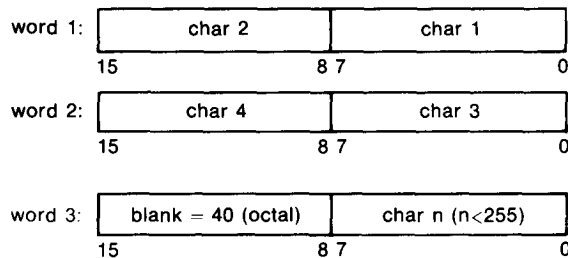 word 1: char 2 char 1
15 8 7 0
word 2: char 4 char 3
15 8 7 0
word 3: blank = 40 (octal) char n (n<255)
15 8 7 0